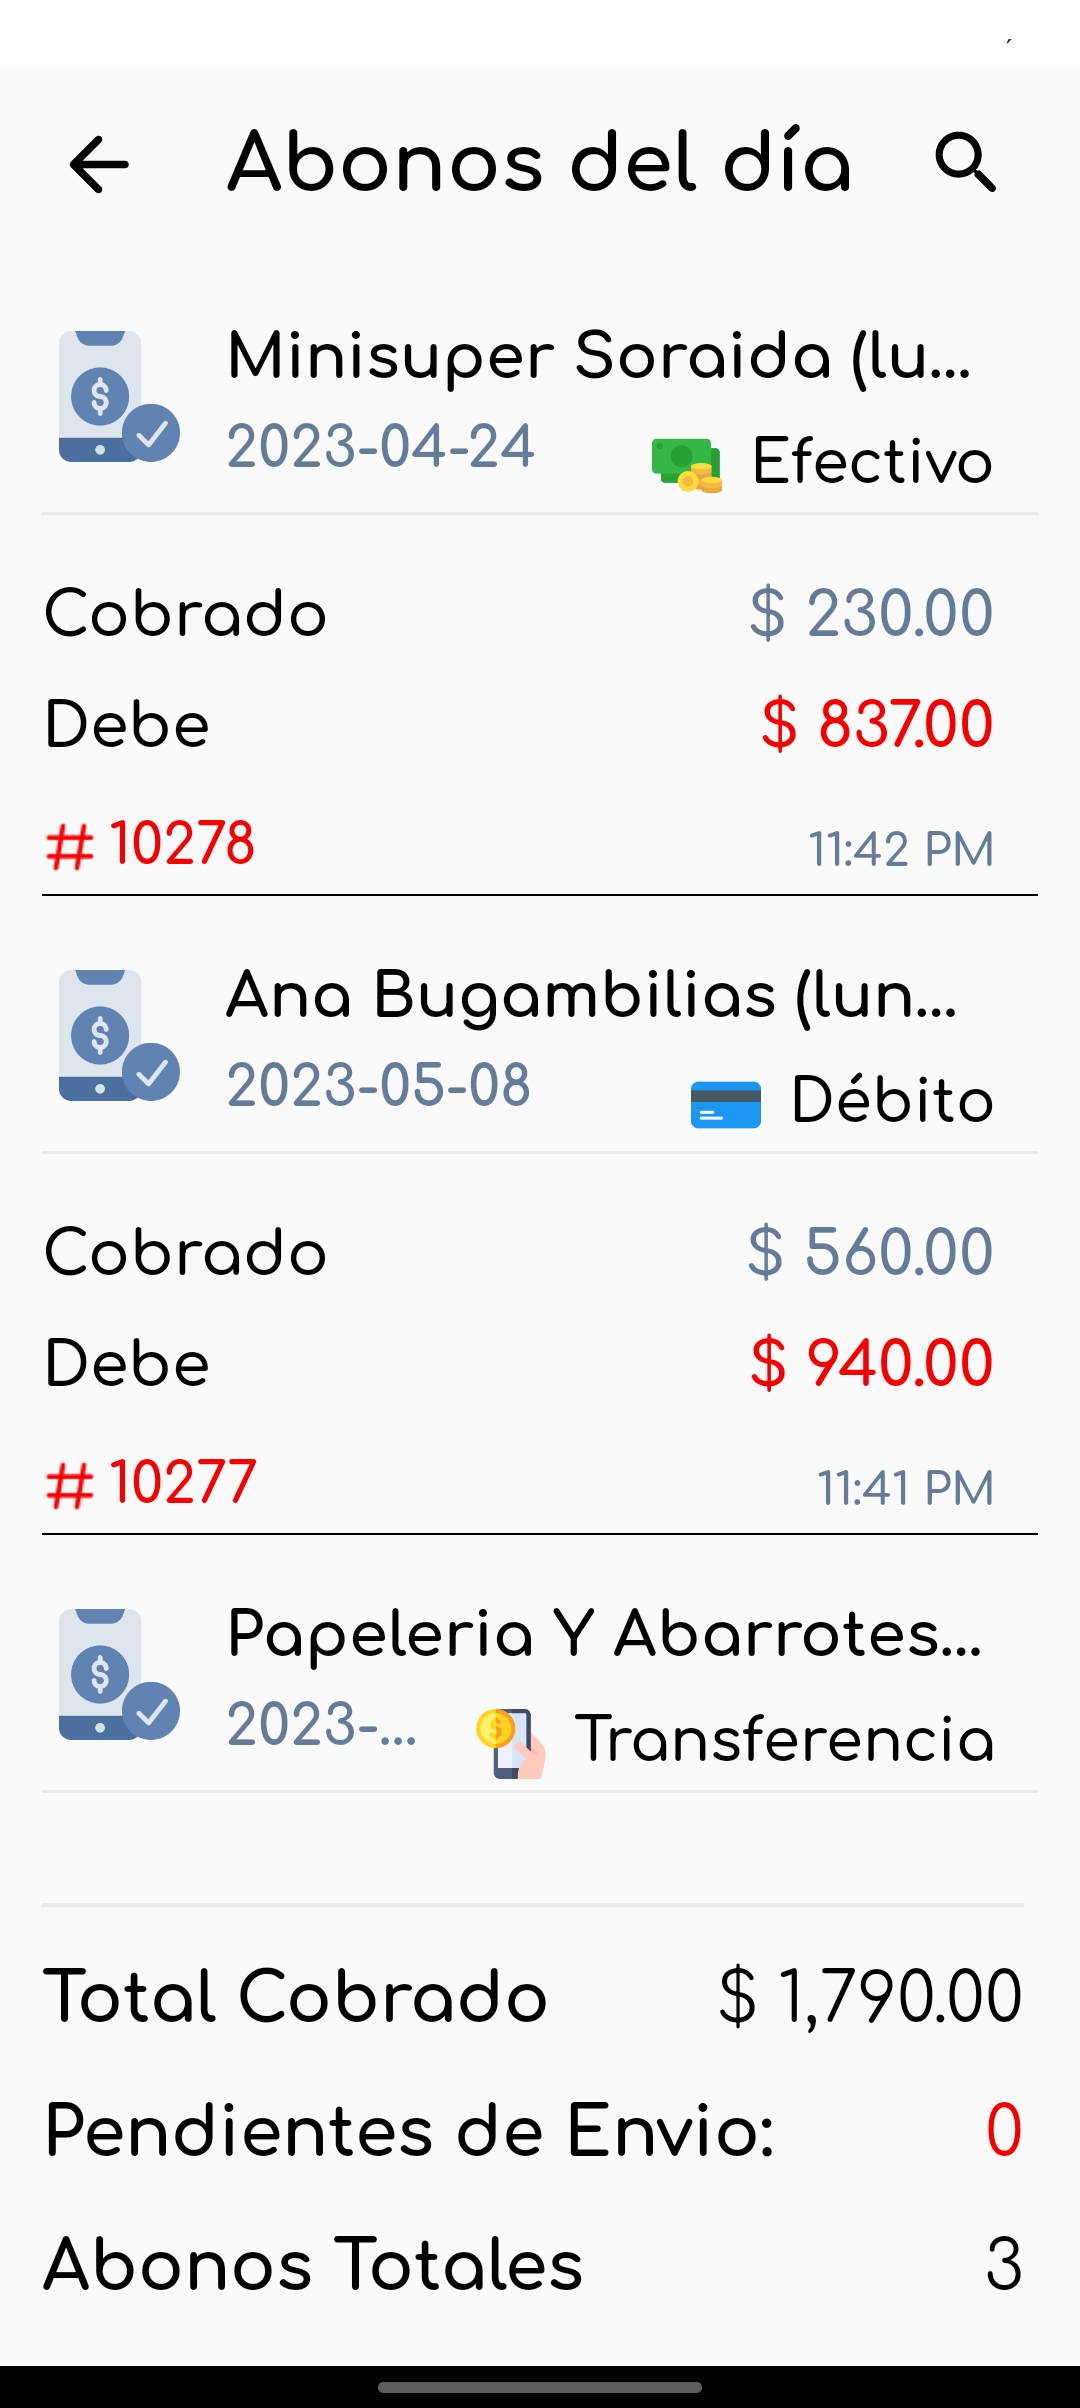 Abonos del día
Minisuper Soraida (lu...
2023-04-24 Efectivo
Cobrado $ 230.00
Debe $ 837.00
# 10278 11:42 PM
Ana Bugambilias (lun...
2023-05-08 Débito
Cobrado $ 560.00
Debe $ 940.00
# 10277 11:41 PM
Papeleria Y Abarrotes...
2023-... Transferencia
Total Cobrado $ 1,790.00
Pendientes de Envio: 0
Abonos Totales 3